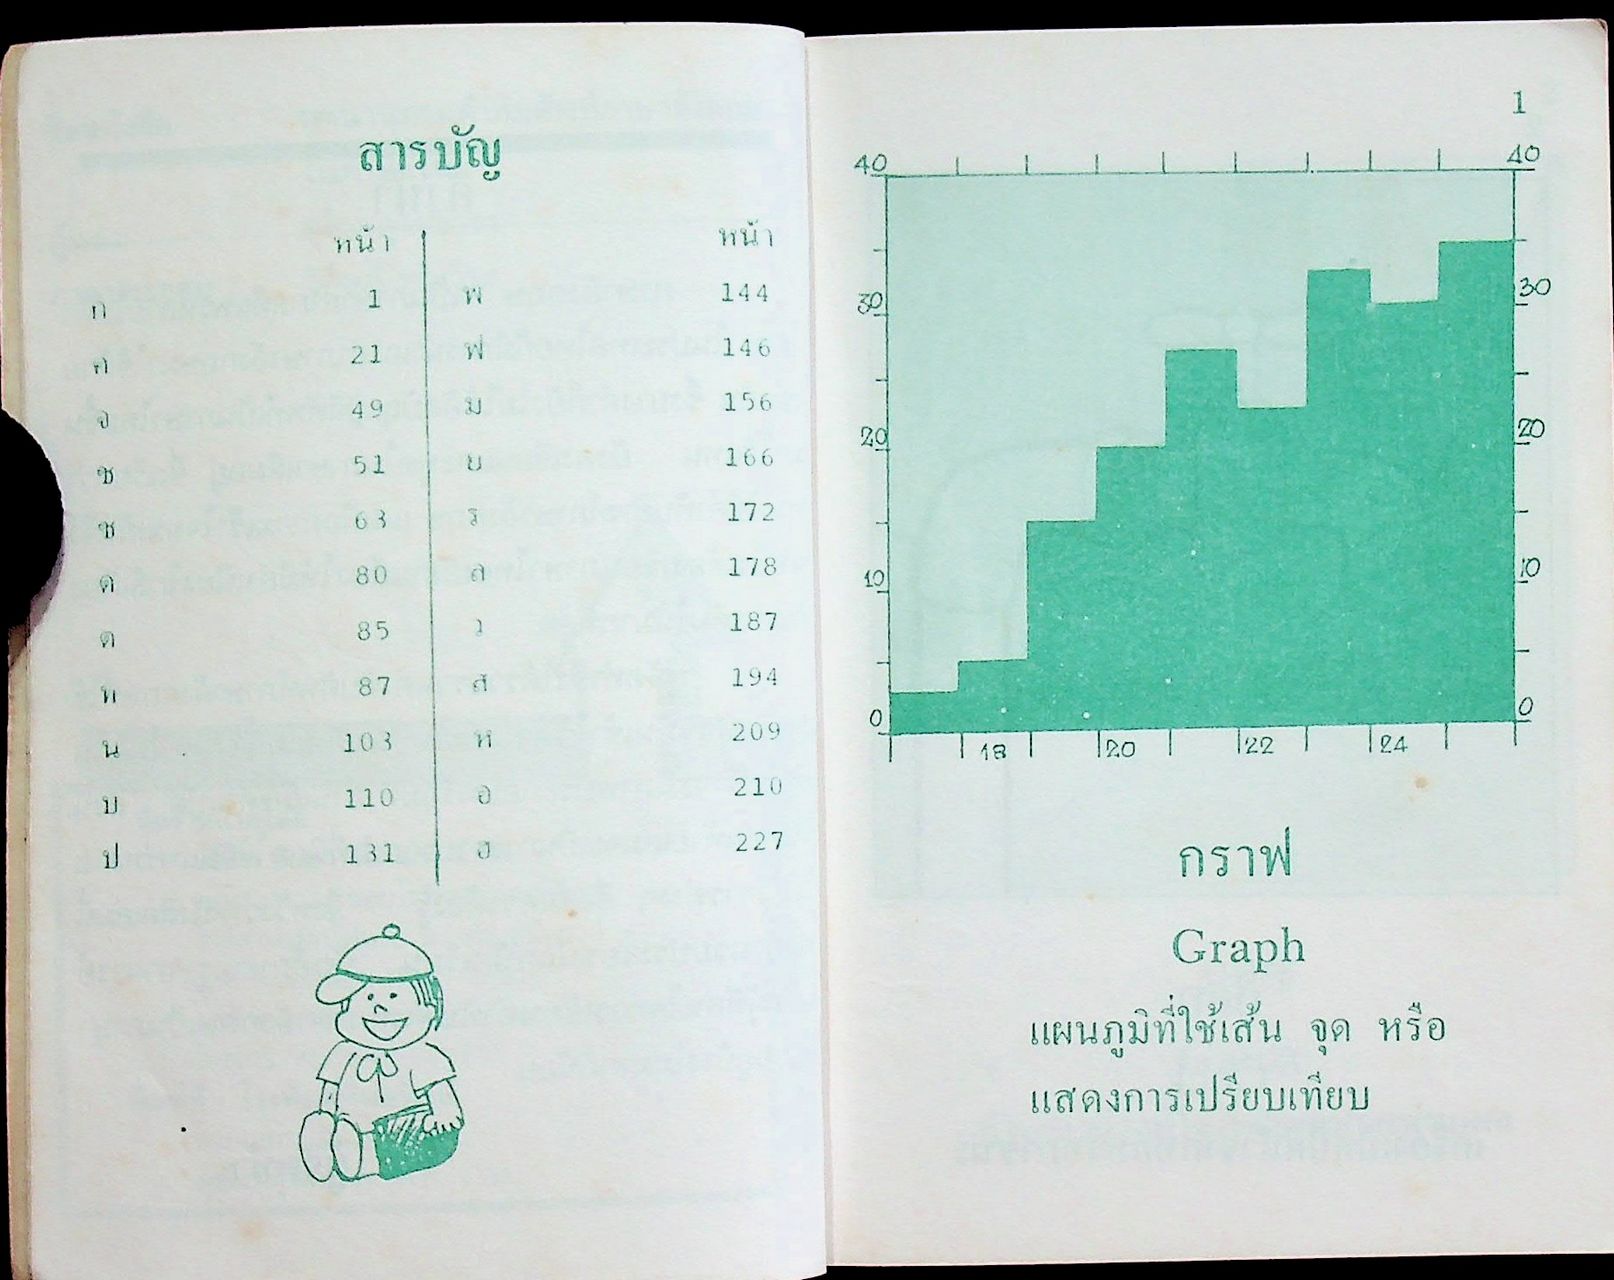 สารบัญ
หน้า หน้า
ก 1 พ 144
ค 21 ฟ 146
จ 49 ม 156
ช 51 ย 166
ซ 63 ร 172
ด 80 ล 178
ต 85 ว 187
ท 87 ส 194
น 103 ห 209
บ 110 อ 210
ป 131 ฮ 227
1
40 40
30 30
20 20
10 10
0 0
18 20 22 24
กราฟ
Graph
แผนภูมิที่ใช้เส้น จุด หรือ
แสดงการเปรียบเทียบ